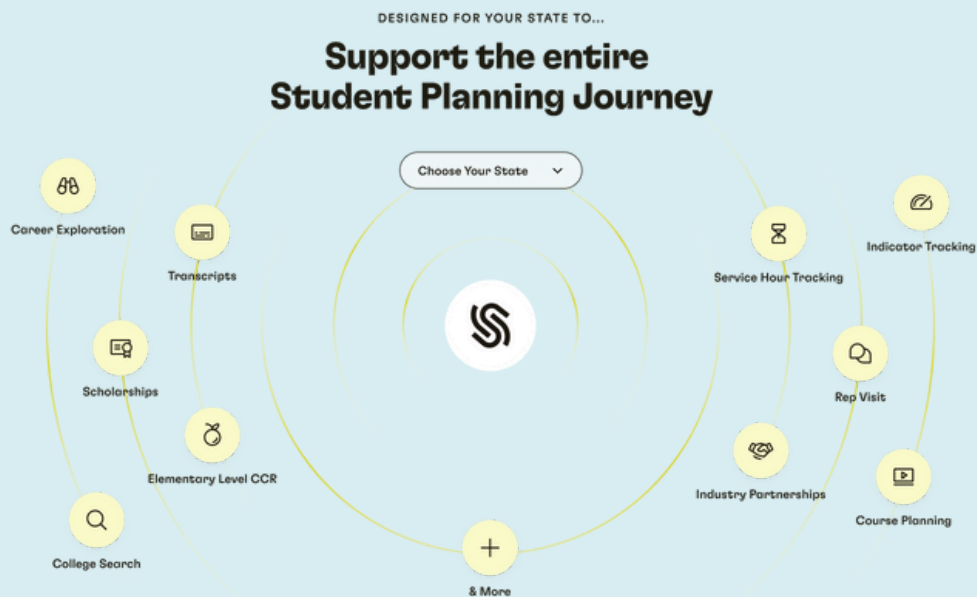 DESIGNED FOR YOUR STATE TO...
Support the entire
Student Planning Journey
Choose Your State
Career Exploration
Transcripts
Scholarships
Elementary Level CCR
College Search
Service Hour Tracking
Indicator Tracking
Rep Visit
Industry Partnerships
Course Planning
& More